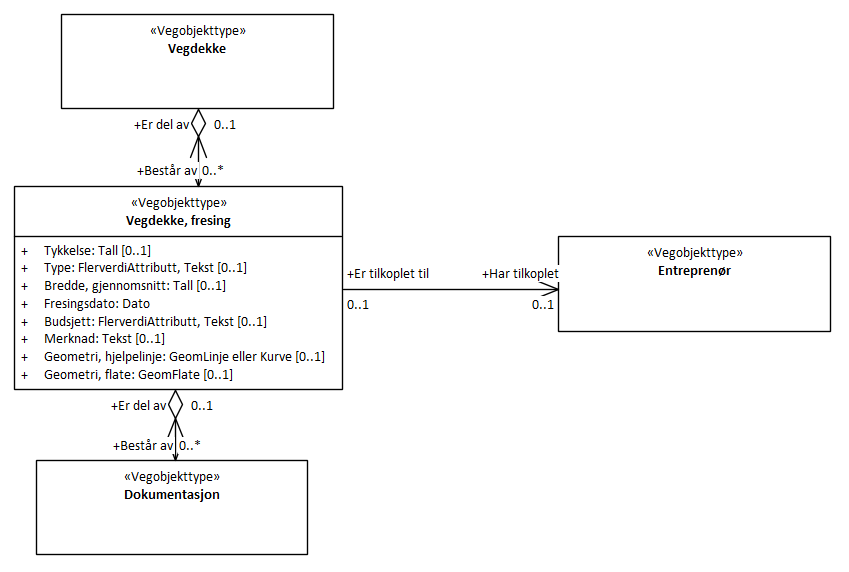 «Vegobjekttype»
Vegdekke
+Er del av 0..1
+Består av 0..*
«Vegobjekttype»
Vegdekke, fresing
+ Tykkelse: Tall [0..1]
+ Type: FlerverdiAttributt, Tekst [0..1]
+ Bredde, gjennomsnitt: Tall [0..1]
+ Fresingsdato: Dato
+ Budsjett: FlerverdiAttributt, Tekst [0..1]
+ Merknad: Tekst [0..1]
+ Geometri, hjelpelinje: GeomLinje eller Kurve [0..1]
+ Geometri, flate: GeomFlate [0..1]
+Er tilkoplet til +Har tilkoplet
0..1 0..1
«Vegobjekttype»
Entreprenør
+Er del av 0..1
+Består av 0..*
«Vegobjekttype»
Dokumentasjon